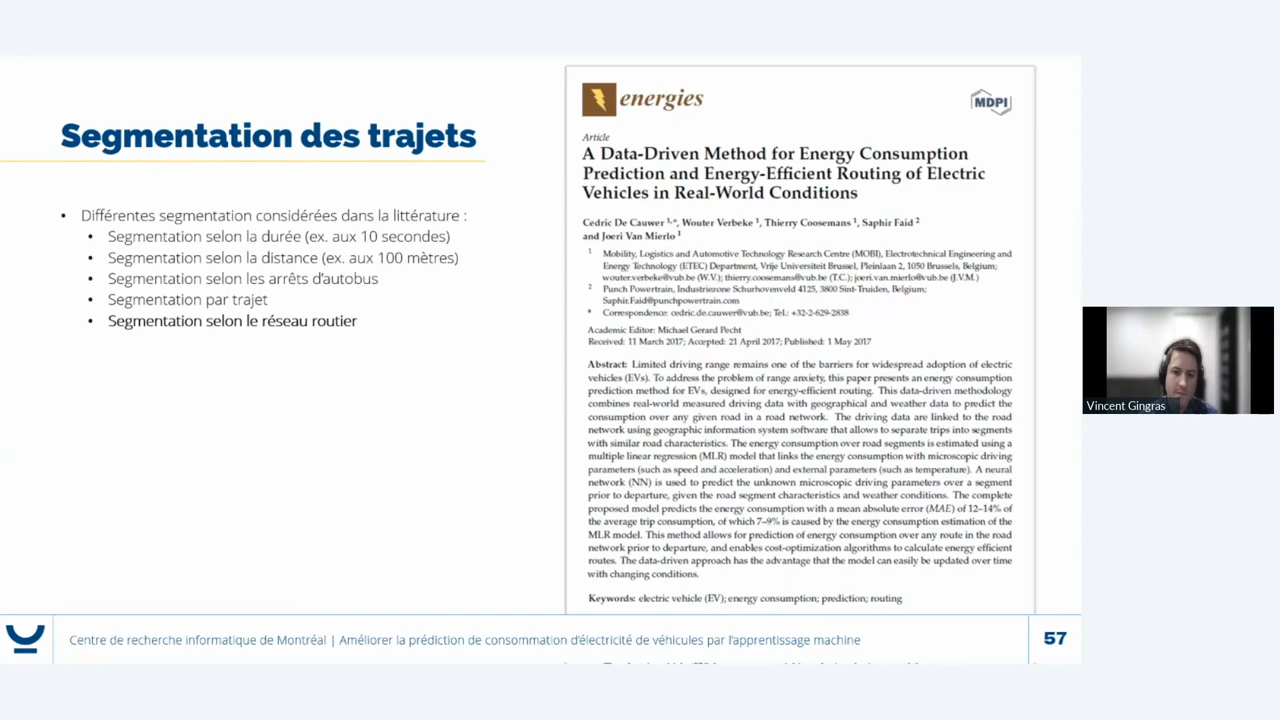 Segmentation des trajets
• Différentes segmentation considérées dans la littérature :
• Segmentation selon la durée (ex. aux 10 secondes)
• Segmentation selon la distance (ex. aux 100 mètres)
• Segmentation selon les arrêts d'autobus
• Segmentation par trajet
• Segmentation selon le réseau routier
energies
MDPI
Article
A Data-Driven Method for Energy Consumption
Prediction and Energy-Efficient Routing of Electric
Vehicles in Real-World Conditions
Cedric De Cauwer 1,*, Wouter Verbeke 1, Thierry Coosemans 1, Saphir Faid 2
and Joeri Van Mierlo 1
1 Mobility, Logistics and Automotive Technology Research Centre (MOBI), Electrotechnical Engineering and
Energy Technology (ETEC) Department, Vrije Universiteit Brussel, Pleinlaan 2, 1050 Brussels, Belgium;
wouter.verbeke@vub.be (W.V.); thierry.coosemans@vub.be (T.C.); joeri.van.mierlo@vub.be (J.V.M.)
2 Punch Powertrain, Industriezone Schurhovenveld 4125, 3800 Sint-Truiden, Belgium;
Saphir.Faid@punchpowertrain.com
* Correspondence: cedric.de.cauwer@vub.be; Tel.: +32-2-629-2838
Academic Editor: Michael Gerard Pecht
Received: 11 March 2017; Accepted: 21 April 2017; Published: 1 May 2017
Abstract: Limited driving range remains one of the barriers for widespread adoption of electric
vehicles (EVs). To address the problem of range anxiety, this paper presents an energy consumption
prediction method for EVs, designed for energy-efficient routing. This data-driven methodology
combines real-world measured driving data with geographical and weather data to predict the
consumption over any given road in a road network. The driving data are linked to the road
network using geographic information system software that allows to separate trips into segments
with similar road characteristics. The energy consumption over road segments is estimated using a
multiple linear regression (MLR) model that links the energy consumption with microscopic driving
parameters (such as speed and acceleration) and external parameters (such as temperature). A neural
network (NN) is used to predict the unknown microscopic driving parameters over a segment
prior to departure, given the road segment characteristics and weather conditions. The complete
proposed model predicts the energy consumption with a mean absolute error (MAE) of 12–14% of
the average trip consumption, of which 7–9% is caused by the energy consumption estimation of the
MLR model. This method allows for prediction of energy consumption over any route in the road
network prior to departure, and enables cost-optimization algorithms to calculate energy efficient
routes. The data-driven approach has the advantage that the model can easily be updated over time
with changing conditions.
Keywords: electric vehicle (EV); energy consumption; prediction; routing
Vincent Gingras
Centre de recherche informatique de Montréal | Améliorer la prédiction de consommation d'électricité de véhicules par l'apprentissage machine
57